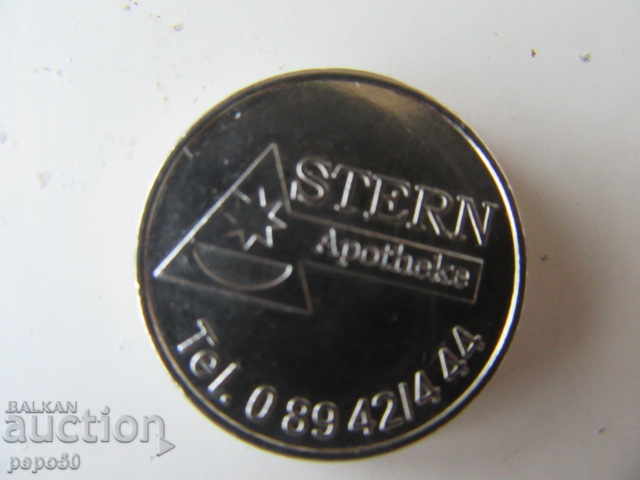 STERN
Apotheke
Tel. 0 89 42/4 44
BALKAN
auction
papo50